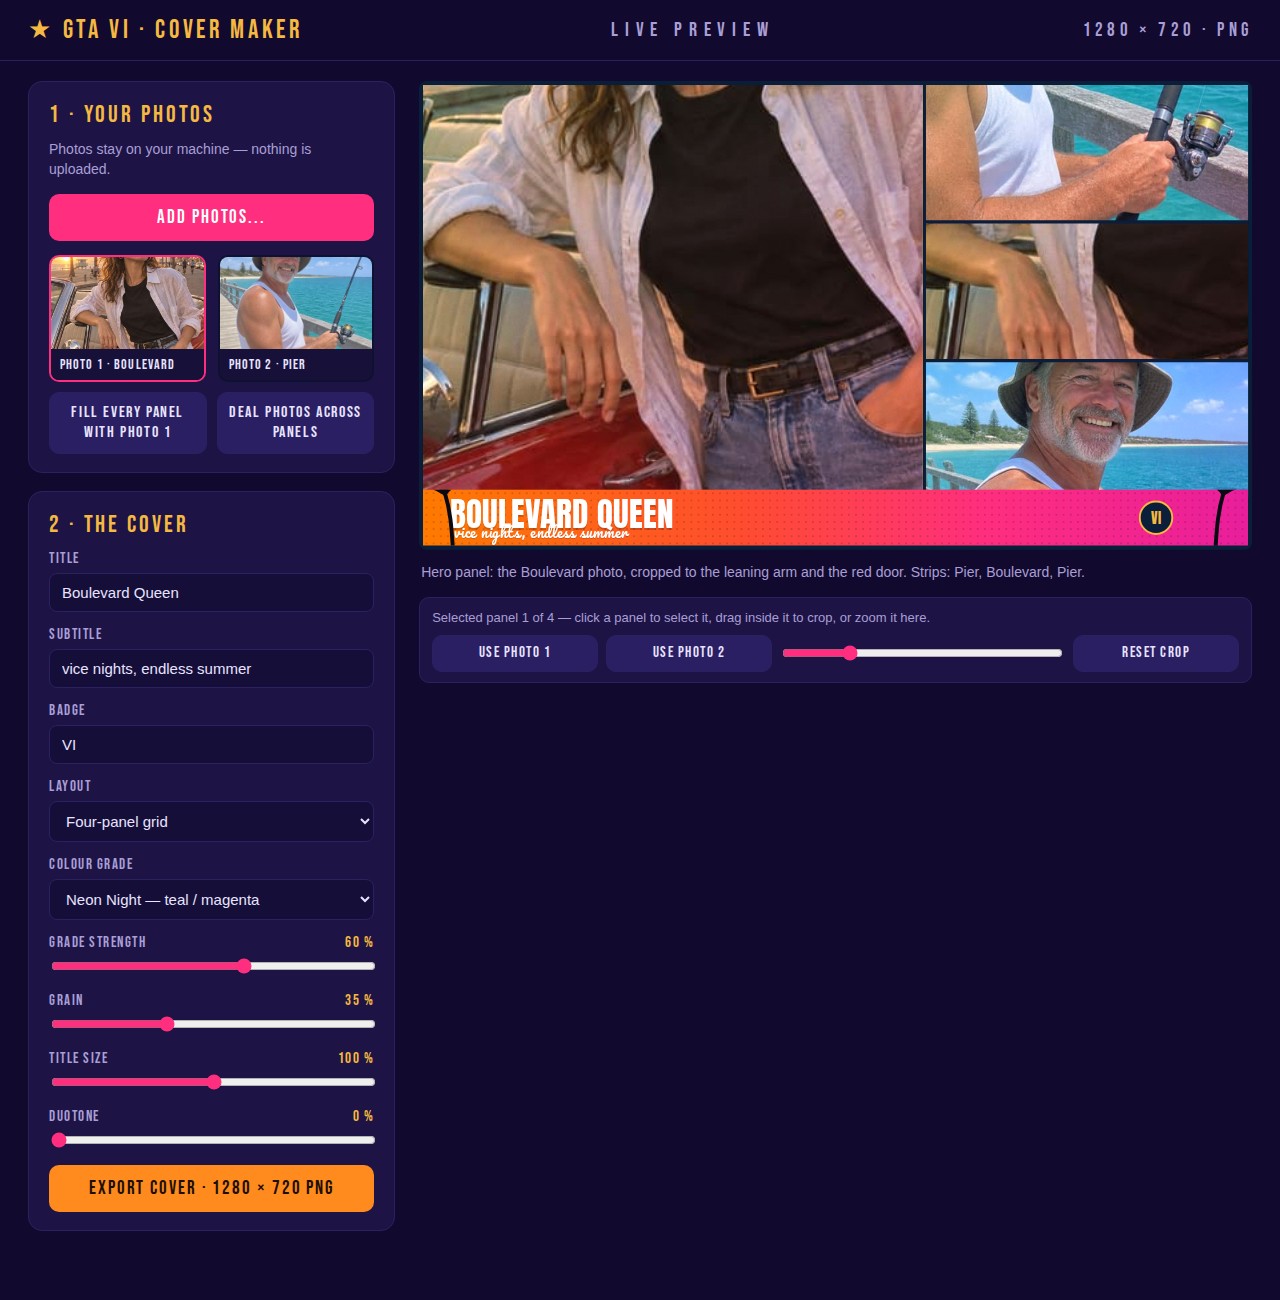 ★ GTA VI · COVER MAKER
LIVE PREVIEW
1280 × 720 · PNG
1 · YOUR PHOTOS
Photos stay on your machine — nothing is
uploaded.
ADD PHOTOS...
PHOTO 1 · BOULEVARD
PHOTO 2 · PIER
FILL EVERY PANEL
WITH PHOTO 1
DEAL PHOTOS ACROSS
PANELS
2 · THE COVER
TITLE
Boulevard Queen
SUBTITLE
vice nights, endless summer
BADGE
VI
LAYOUT
Four-panel grid
COLOUR GRADE
Neon Night — teal / magenta
GRADE STRENGTH 60 %
GRAIN 35 %
TITLE SIZE 100 %
DUOTONE 0 %
EXPORT COVER · 1280 × 720 PNG
BOULEVARD QUEEN
vice nights, endless summer
VI
Hero panel: the Boulevard photo, cropped to the leaning arm and the red door. Strips: Pier, Boulevard, Pier.
Selected panel 1 of 4 — click a panel to select it, drag inside it to crop, or zoom it here.
USE PHOTO 1
USE PHOTO 2
RESET CROP